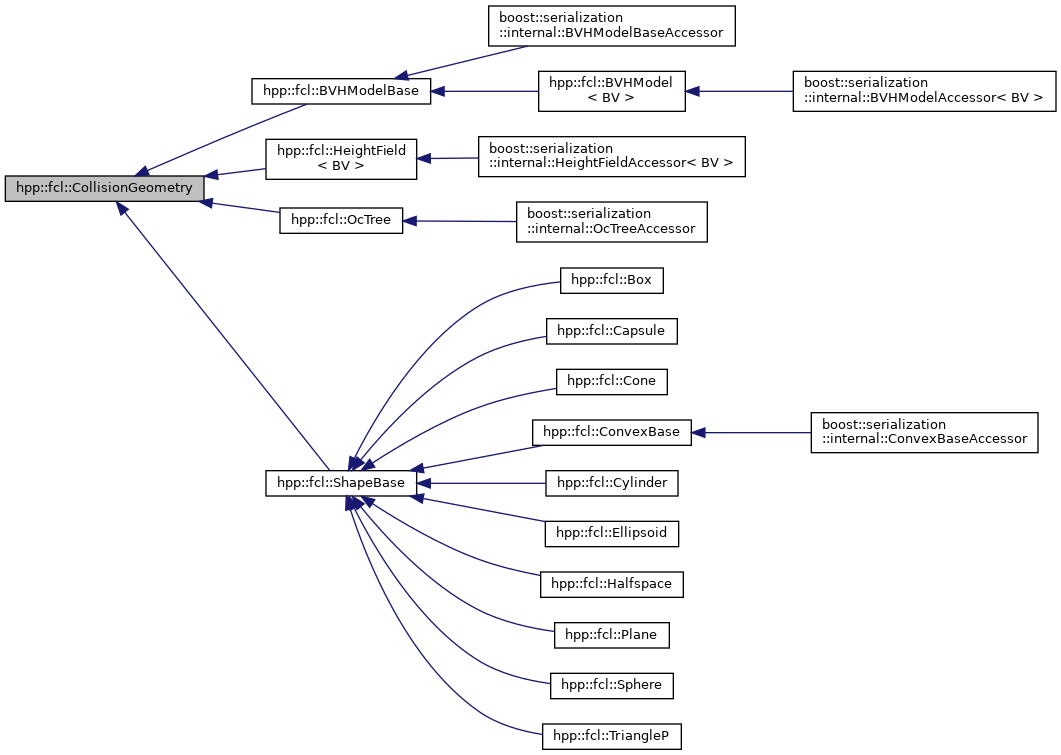 boost::serialization
::internal::BVHModelBaseAccessor
hpp::fcl::BVHModelBase
hpp::fcl::BVHModel
< BV >
boost::serialization
::internal::BVHModelAccessor< BV >
hpp::fcl::HeightField
< BV >
boost::serialization
::internal::HeightFieldAccessor< BV >
hpp::fcl::CollisionGeometry
hpp::fcl::OcTree
boost::serialization
::internal::OcTreeAccessor
hpp::fcl::Box
hpp::fcl::Capsule
hpp::fcl::Cone
hpp::fcl::ConvexBase
boost::serialization
::internal::ConvexBaseAccessor
hpp::fcl::ShapeBase
hpp::fcl::Cylinder
hpp::fcl::Ellipsoid
hpp::fcl::Halfspace
hpp::fcl::Plane
hpp::fcl::Sphere
hpp::fcl::TriangleP